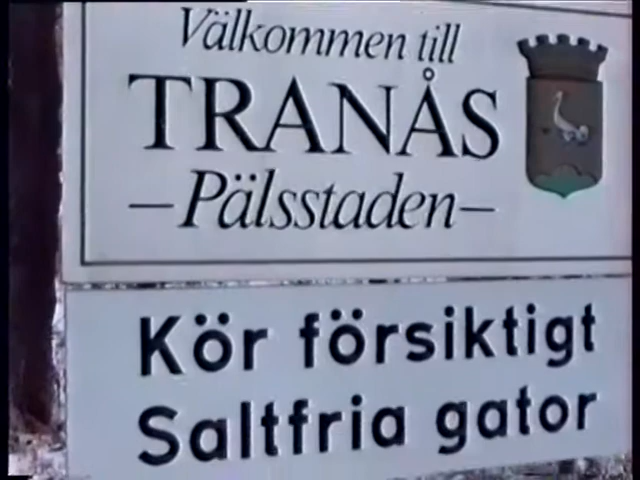 Välkommen till
TRANÅS
–Pälsstaden–
Kör försiktigt
Saltfria gator